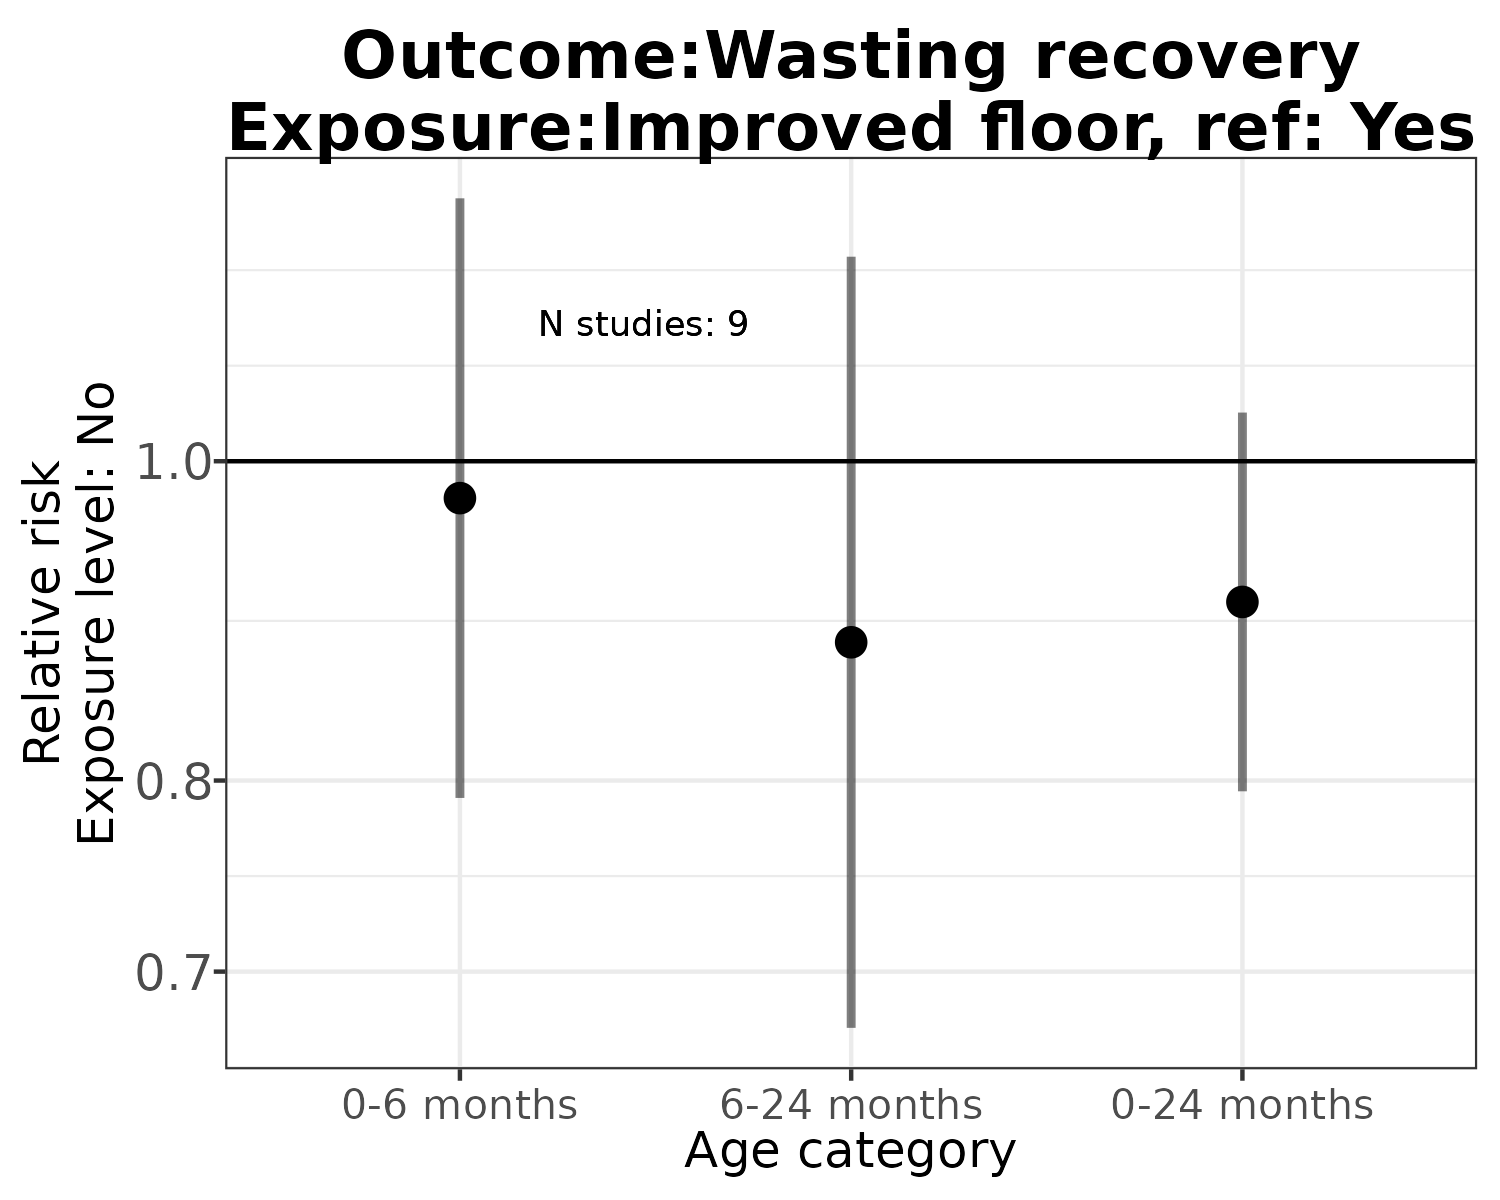 Outcome:Wasting recovery
Exposure:Improved floor, ref: Yes
N studies: 9
Relative risk
Exposure level: No
1.0
0.8
0.7
0-6 months
6-24 months
0-24 months
Age category